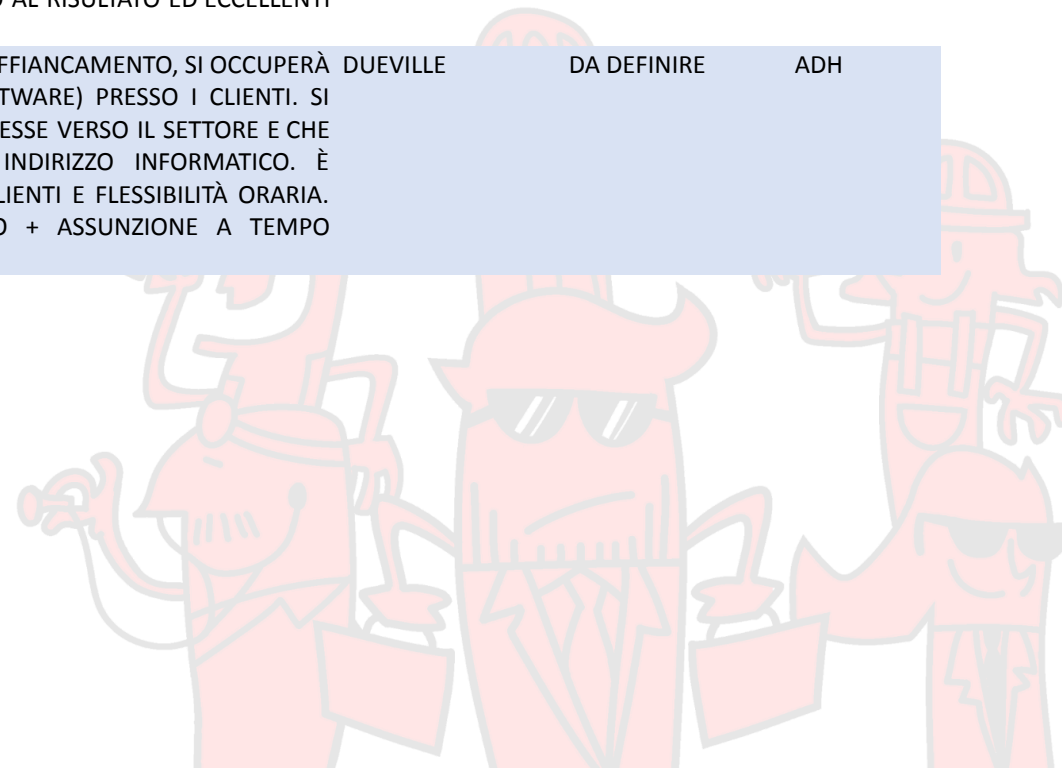 AL RISULTATO ED ECCELLENTI
FFIANCAMENTO, SI OCCUPERÀ DUEVILLE DA DEFINIRE ADH
TWARE) PRESSO I CLIENTI. SI
ESSE VERSO IL SETTORE E CHE
INDIRIZZO INFORMATICO. È
LIENTI E FLESSIBILITÀ ORARIA.
O + ASSUNZIONE A TEMPO